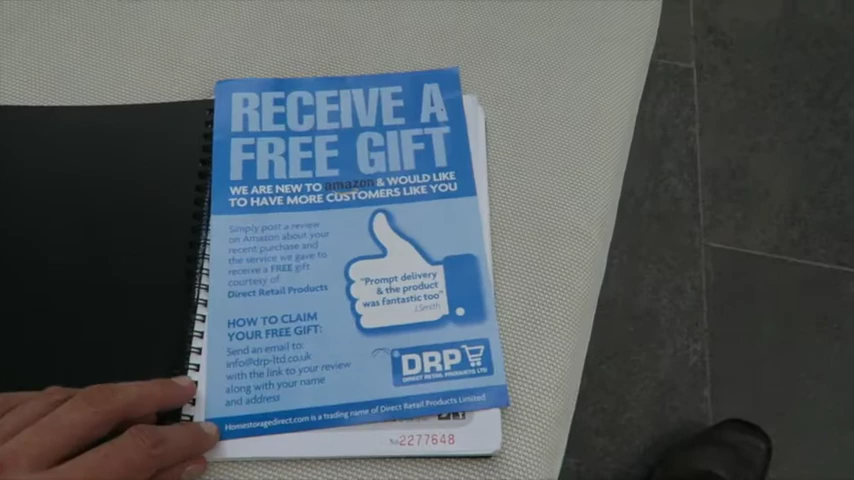 RECEIVE A
FREE GIFT
WE ARE NEW TO amazon & WOULD LIKE
TO HAVE MORE CUSTOMERS LIKE YOU
Simply post a review
on Amazon about your
recent purchase and
the service we gave to
receive a FREE gift
courtesy of
Direct Retail Products
"Prompt delivery
& the product
was fantastic too"
J.Smith
HOW TO CLAIM
YOUR FREE GIFT:
Send an email to:
info@drp-ltd.co.uk
with the link to your review
along with your name
and address
DRP
DIRECT RETAIL PRODUCTS LTD
Homestoragedirect.com is a trading name of Direct Retail Products Limited
No2277648